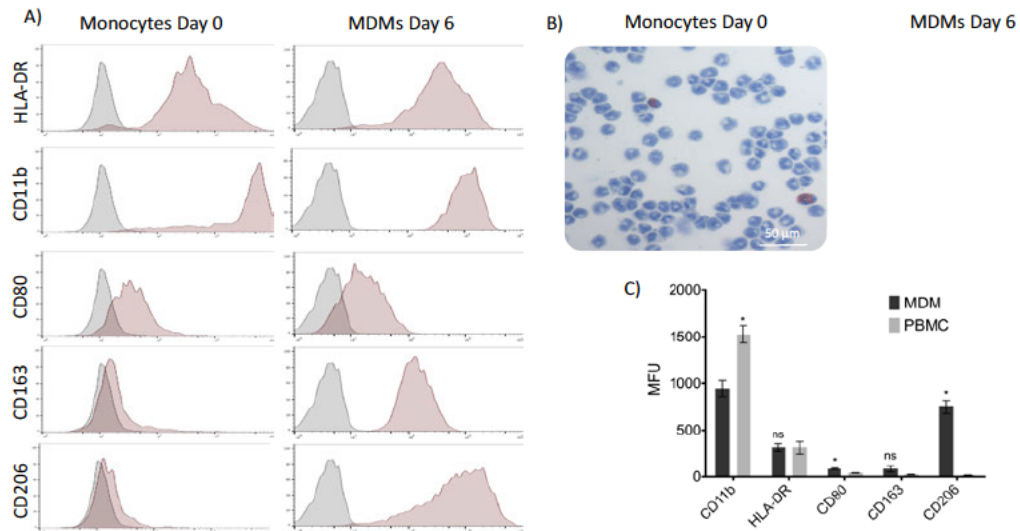 A)
Monocytes Day 0
MDMs Day 6
HLA-DR
CD11b
CD80
CD163
CD206
B)
Monocytes Day 0
MDMs Day 6
50 µm
C)
MFU
2000
1500
1000
500
0
MDM
PBMC
*
ns
*
ns
*
CD11b
HLA-DR
CD80
CD163
CD206